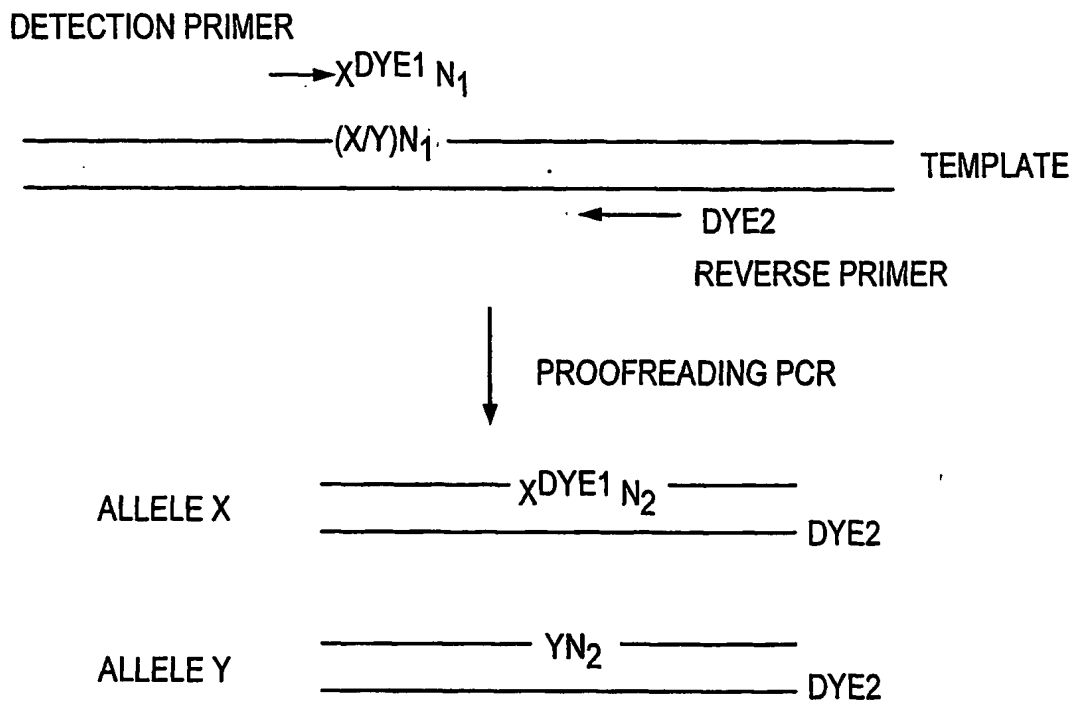 DETECTION PRIMER
X^DYE1 N₁
(X/Y)N₁
TEMPLATE
DYE2
REVERSE PRIMER
PROOFREADING PCR
ALLELE X
X^DYE1 N₂
DYE2
ALLELE Y
YN₂
DYE2